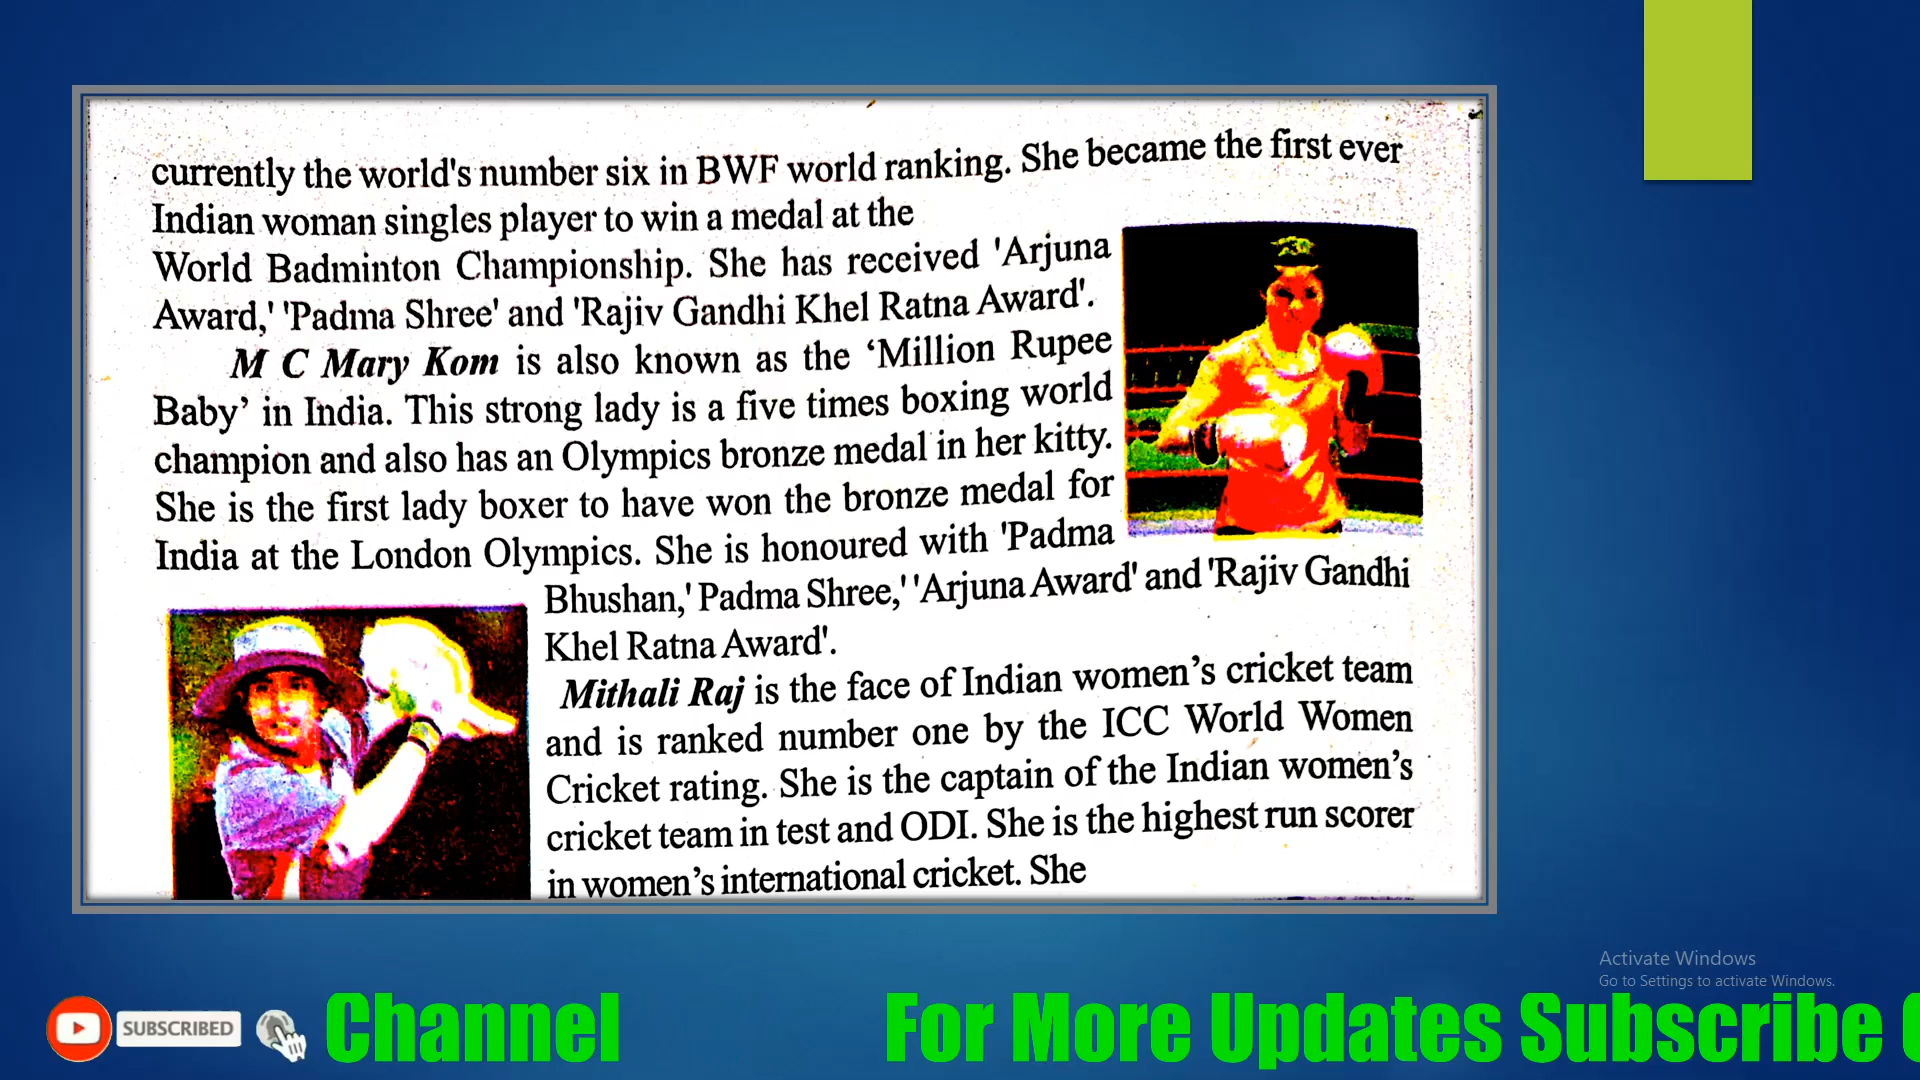 currently the world's number six in BWF world ranking. She became the first ever
Indian woman singles player to win a medal at the
World Badminton Championship. She has received 'Arjuna
Award,' 'Padma Shree' and 'Rajiv Gandhi Khel Ratna Award'.
M C Mary Kom is also known as the ‘Million Rupee
Baby’ in India. This strong lady is a five times boxing world
champion and also has an Olympics bronze medal in her kitty.
She is the first lady boxer to have won the bronze medal for
India at the London Olympics. She is honoured with 'Padma
Bhushan,' Padma Shree,' 'Arjuna Award' and 'Rajiv Gandhi
Khel Ratna Award'.
Mithali Raj is the face of Indian women’s cricket team
and is ranked number one by the ICC World Women
Cricket rating. She is the captain of the Indian women’s
cricket team in test and ODI. She is the highest run scorer
in women’s international cricket. She
Activate Windows
Go to Settings to activate Windows.
SUBSCRIBED
Channel For More Updates Subscribe